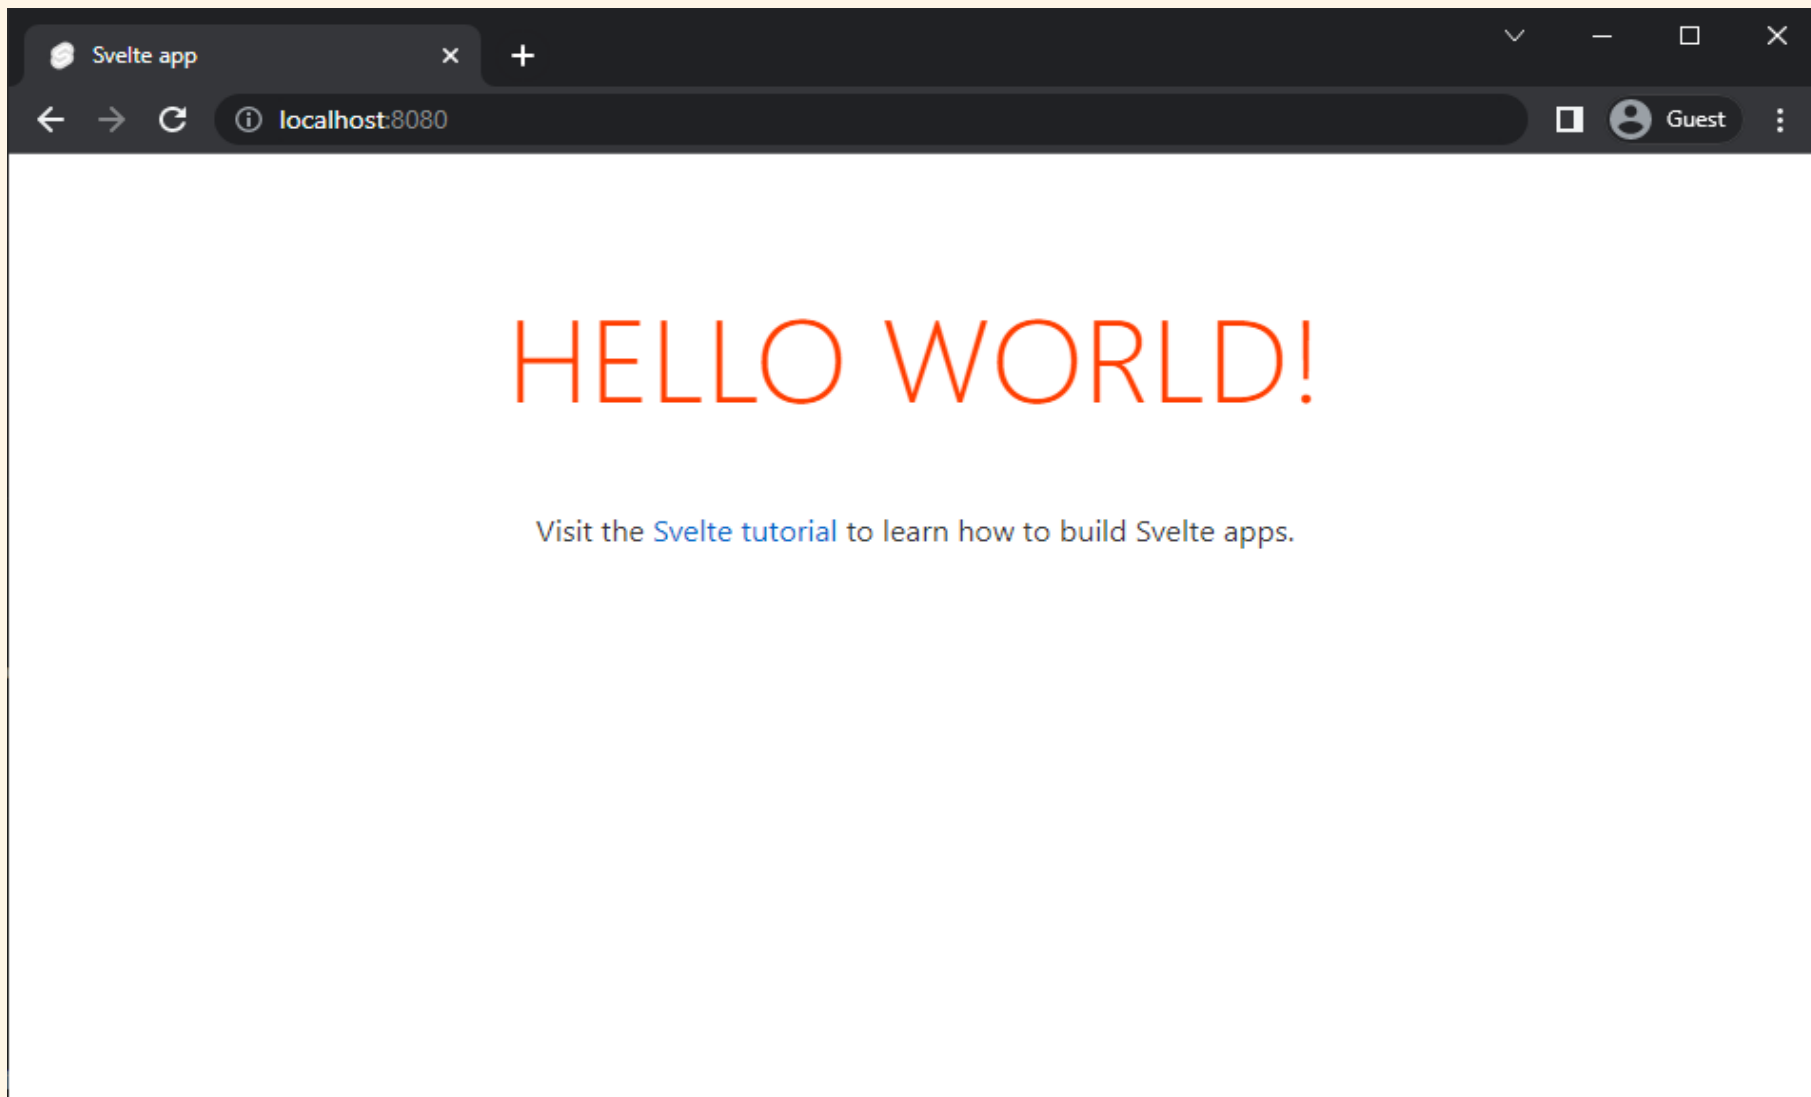 Svelte app
localhost:8080
Guest
HELLO WORLD!
Visit the Svelte tutorial to learn how to build Svelte apps.